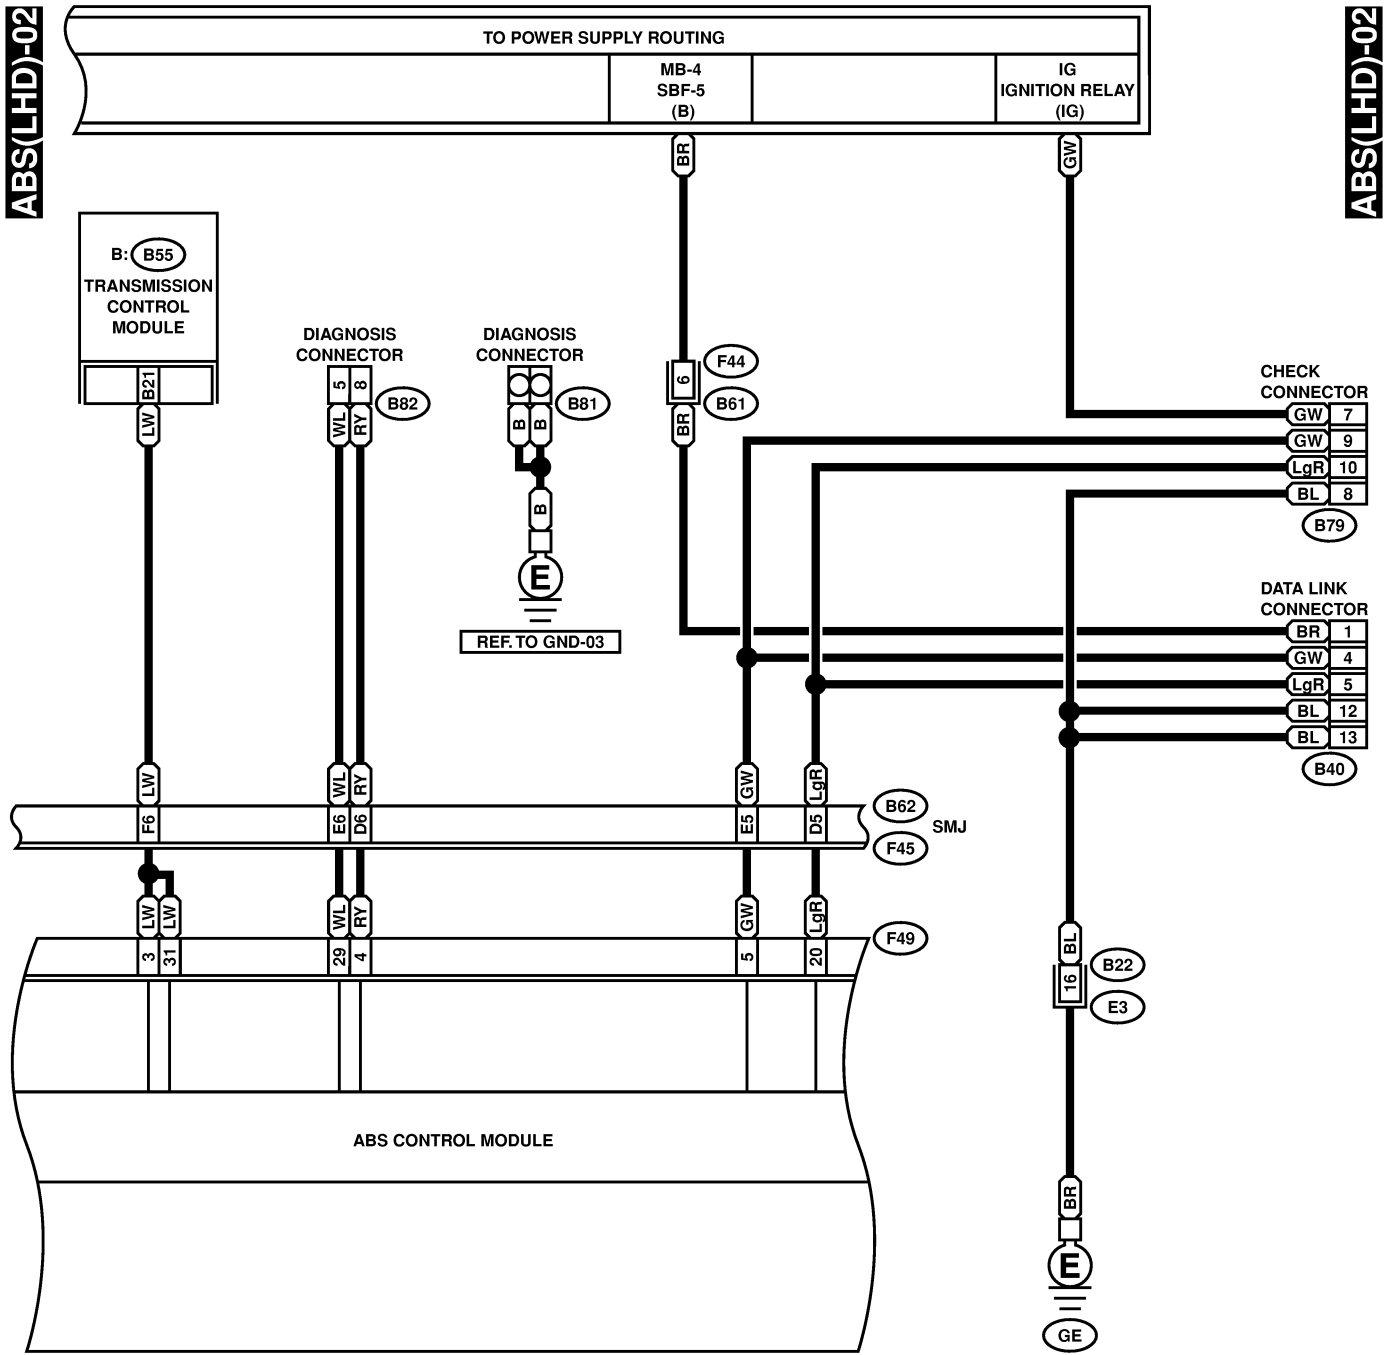 ABS(LHD)-02
ABS(LHD)-02
TO POWER SUPPLY ROUTING
MB-4
SBF-5
(B)
IG
IGNITION RELAY
(IG)
BR
GW
B: B55
TRANSMISSION
CONTROL
MODULE
B21
LW
DIAGNOSIS
CONNECTOR
5 8
B82
WL RY
DIAGNOSIS
CONNECTOR
B81
B B
B
E
REF. TO GND-03
F44
6
B61
BR
CHECK
CONNECTOR
GW 7
GW 9
LgR 10
BL 8
B79
DATA LINK
CONNECTOR
BR 1
GW 4
LgR 5
BL 12
BL 13
B40
LW WL RY GW LgR
F6 E6 D6 E5 D5
B62
SMJ
F45
LW LW WL RY GW LgR
3 31 29 4 5 20
F49
BL
B22
16
E3
ABS CONTROL MODULE
BR
E
GE